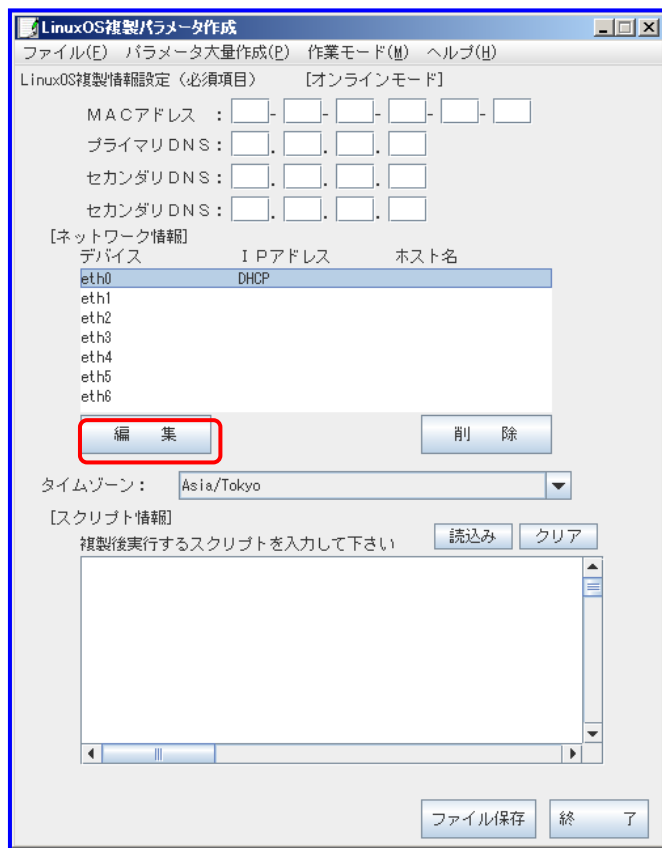 LinuxOS複製パラメータ作成
ファイル(F) パラメータ大量作成(P) 作業モード(M) ヘルプ(H)
LinuxOS複製情報設定（必須項目） [オンラインモード]
ＭＡＣアドレス ： - - - - -
プライマリＤＮＳ： . . .
セカンダリＤＮＳ： . . .
セカンダリＤＮＳ： . . .
[ネットワーク情報]
デバイス ＩＰアドレス ホスト名
eth0 DHCP
eth1
eth2
eth3
eth4
eth5
eth6
編 集 削 除
タイムゾーン： Asia/Tokyo
[スクリプト情報]
複製後実行するスクリプトを入力して下さい 読込み クリア
ファイル保存 終 了